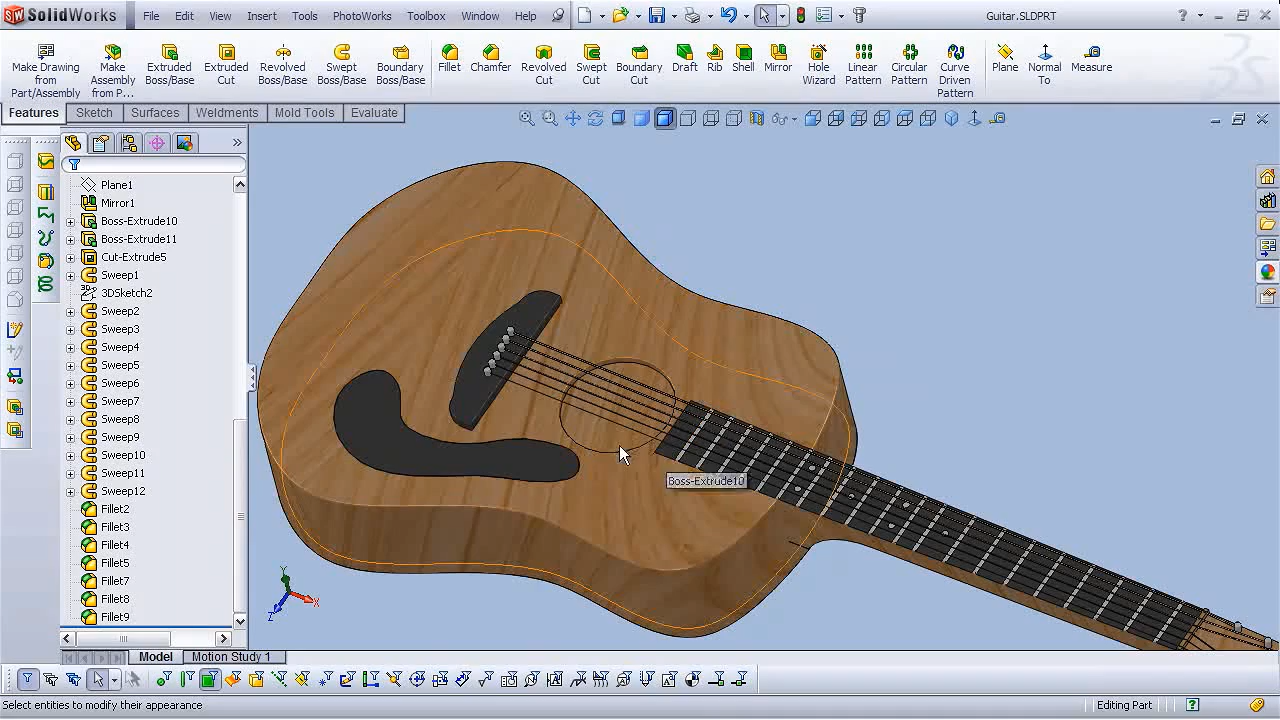 SolidWorks File Edit View Insert Tools PhotoWorks Toolbox Window Help Guitar.SLDPRT
Make Drawing from Part/Assembly
Make Assembly from P...
Extruded Boss/Base
Extruded Cut
Revolved Boss/Base
Swept Boss/Base
Boundary Boss/Base
Fillet
Chamfer
Revolved Cut
Swept Cut
Boundary Cut
Draft
Rib
Shell
Mirror
Hole Wizard
Linear Pattern
Circular Pattern
Curve Driven Pattern
Plane
Normal To
Measure
Features Sketch Surfaces Weldments Mold Tools Evaluate
Plane1
Mirror1
Boss-Extrude10
Boss-Extrude11
Cut-Extrude5
Sweep1
3DSketch2
Sweep2
Sweep3
Sweep4
Sweep5
Sweep6
Sweep7
Sweep8
Sweep9
Sweep10
Sweep11
Sweep12
Fillet2
Fillet3
Fillet4
Fillet5
Fillet7
Fillet8
Fillet9
Boss-Extrude10
Y
X
Z
Model Motion Study 1
Select entities to modify their appearance Editing Part